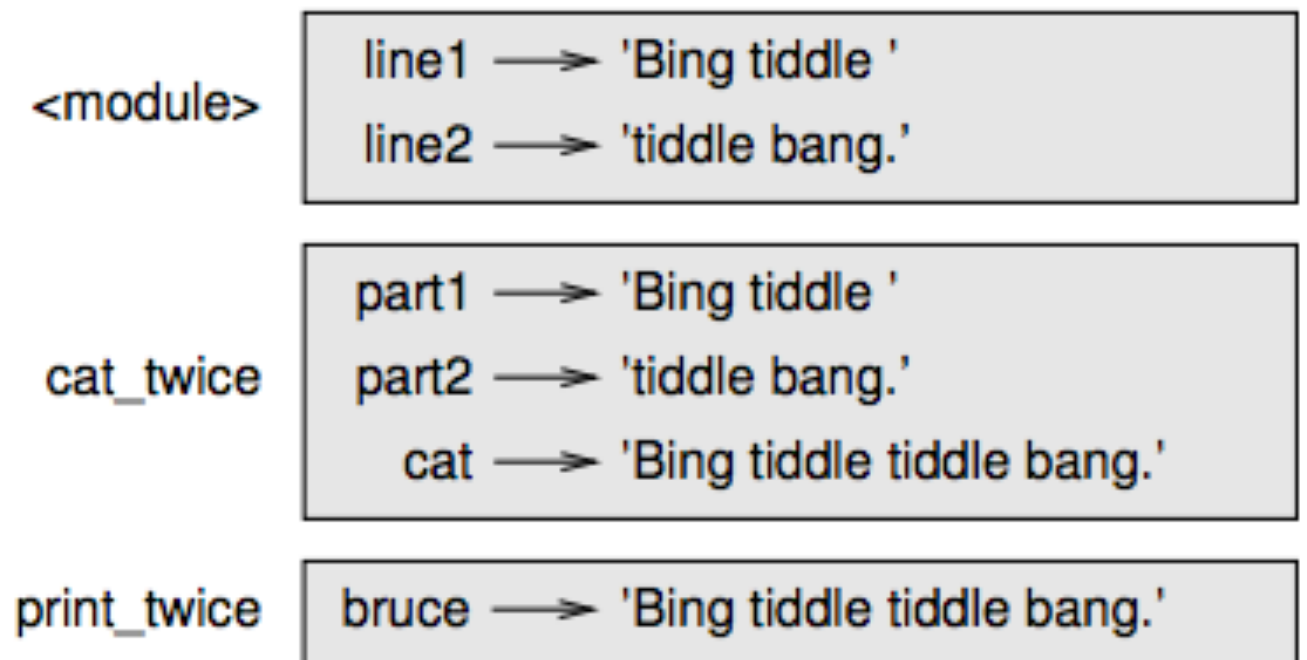 <module>
line1 'Bing tiddle '
line2 'tiddle bang.'
cat_twice
part1 'Bing tiddle '
part2 'tiddle bang.'
cat 'Bing tiddle tiddle bang.'
print_twice
bruce 'Bing tiddle tiddle bang.'